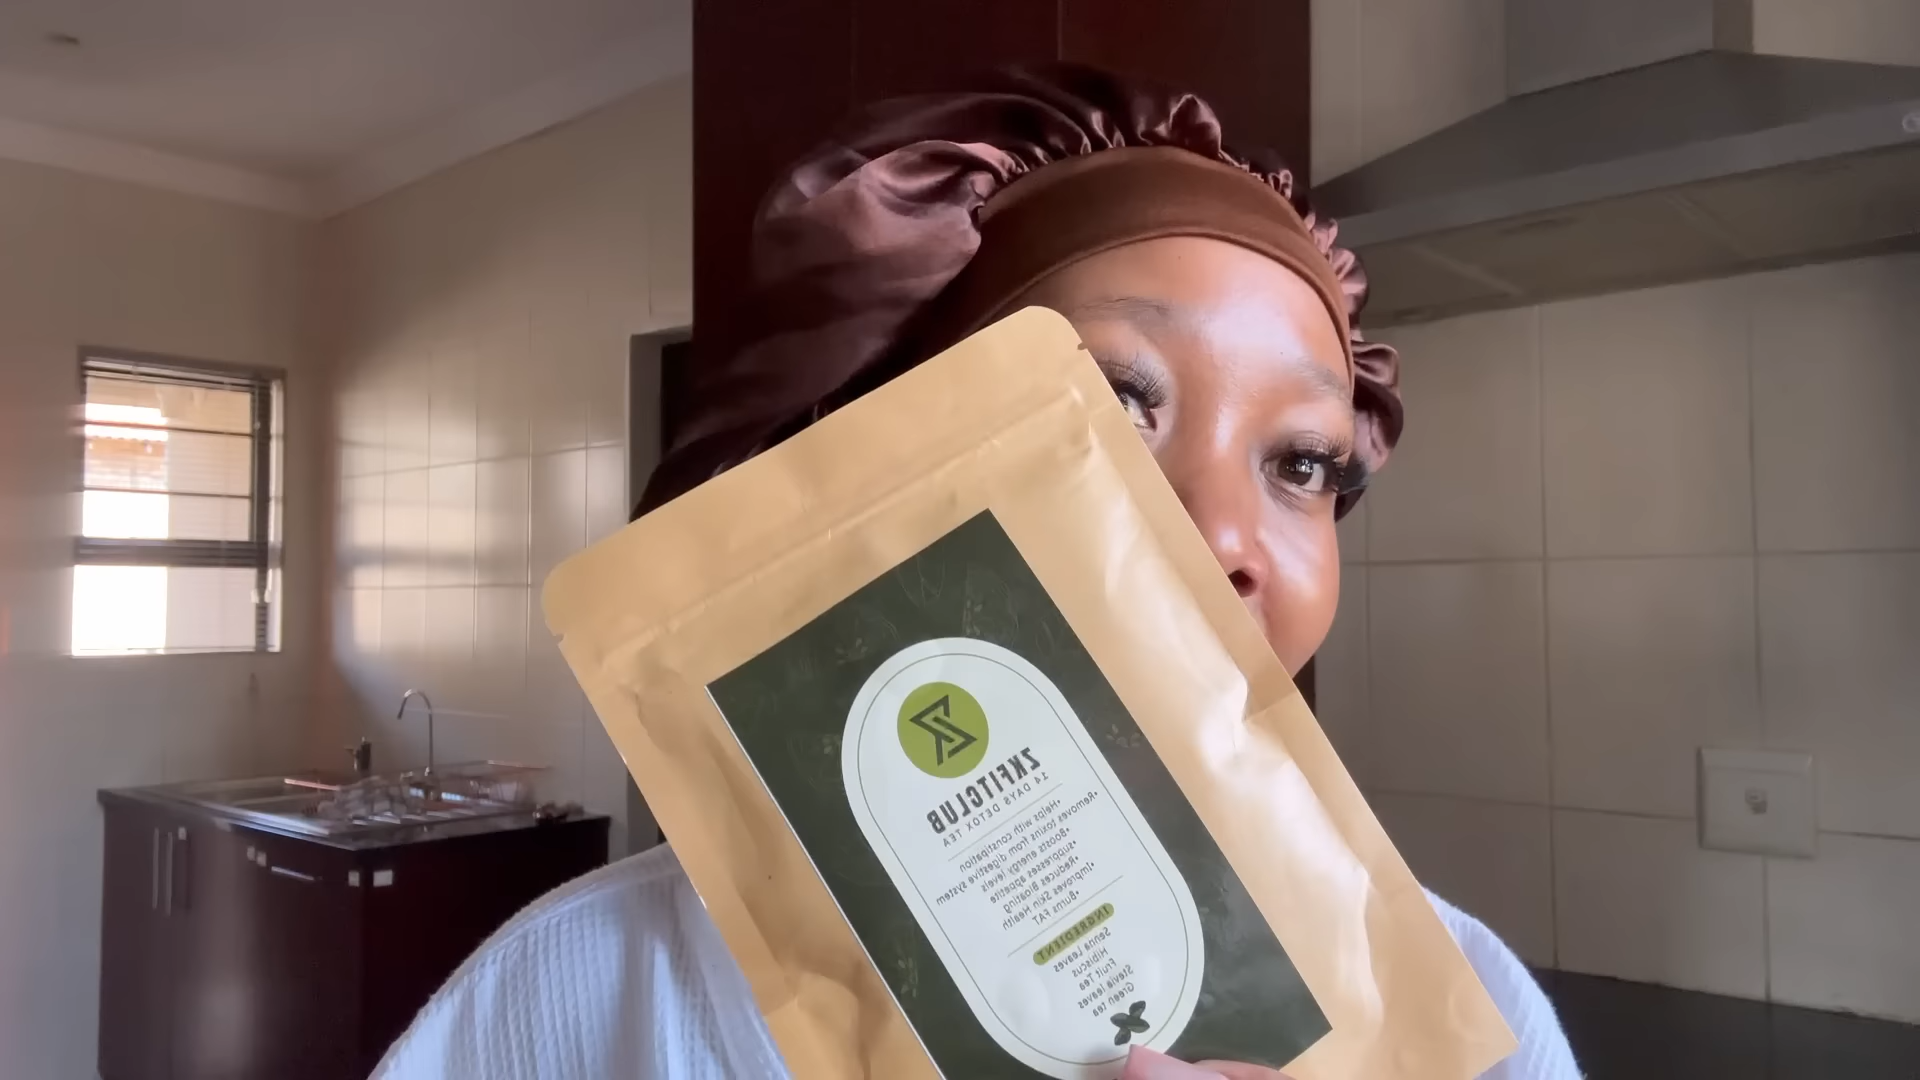 ZKFITCLUB
14 DAYS DETOX TEA
•Helps with constipation
•Removes toxins from digestive system
•Boosts energy levels
•suppresses appetite
•Reduces Bloating
•Improves Skin Health
•Burns FAT
INGREDIENT
Senna Leaves
Hibiscus
Fruit Tea
Stevia leaves
Green tea